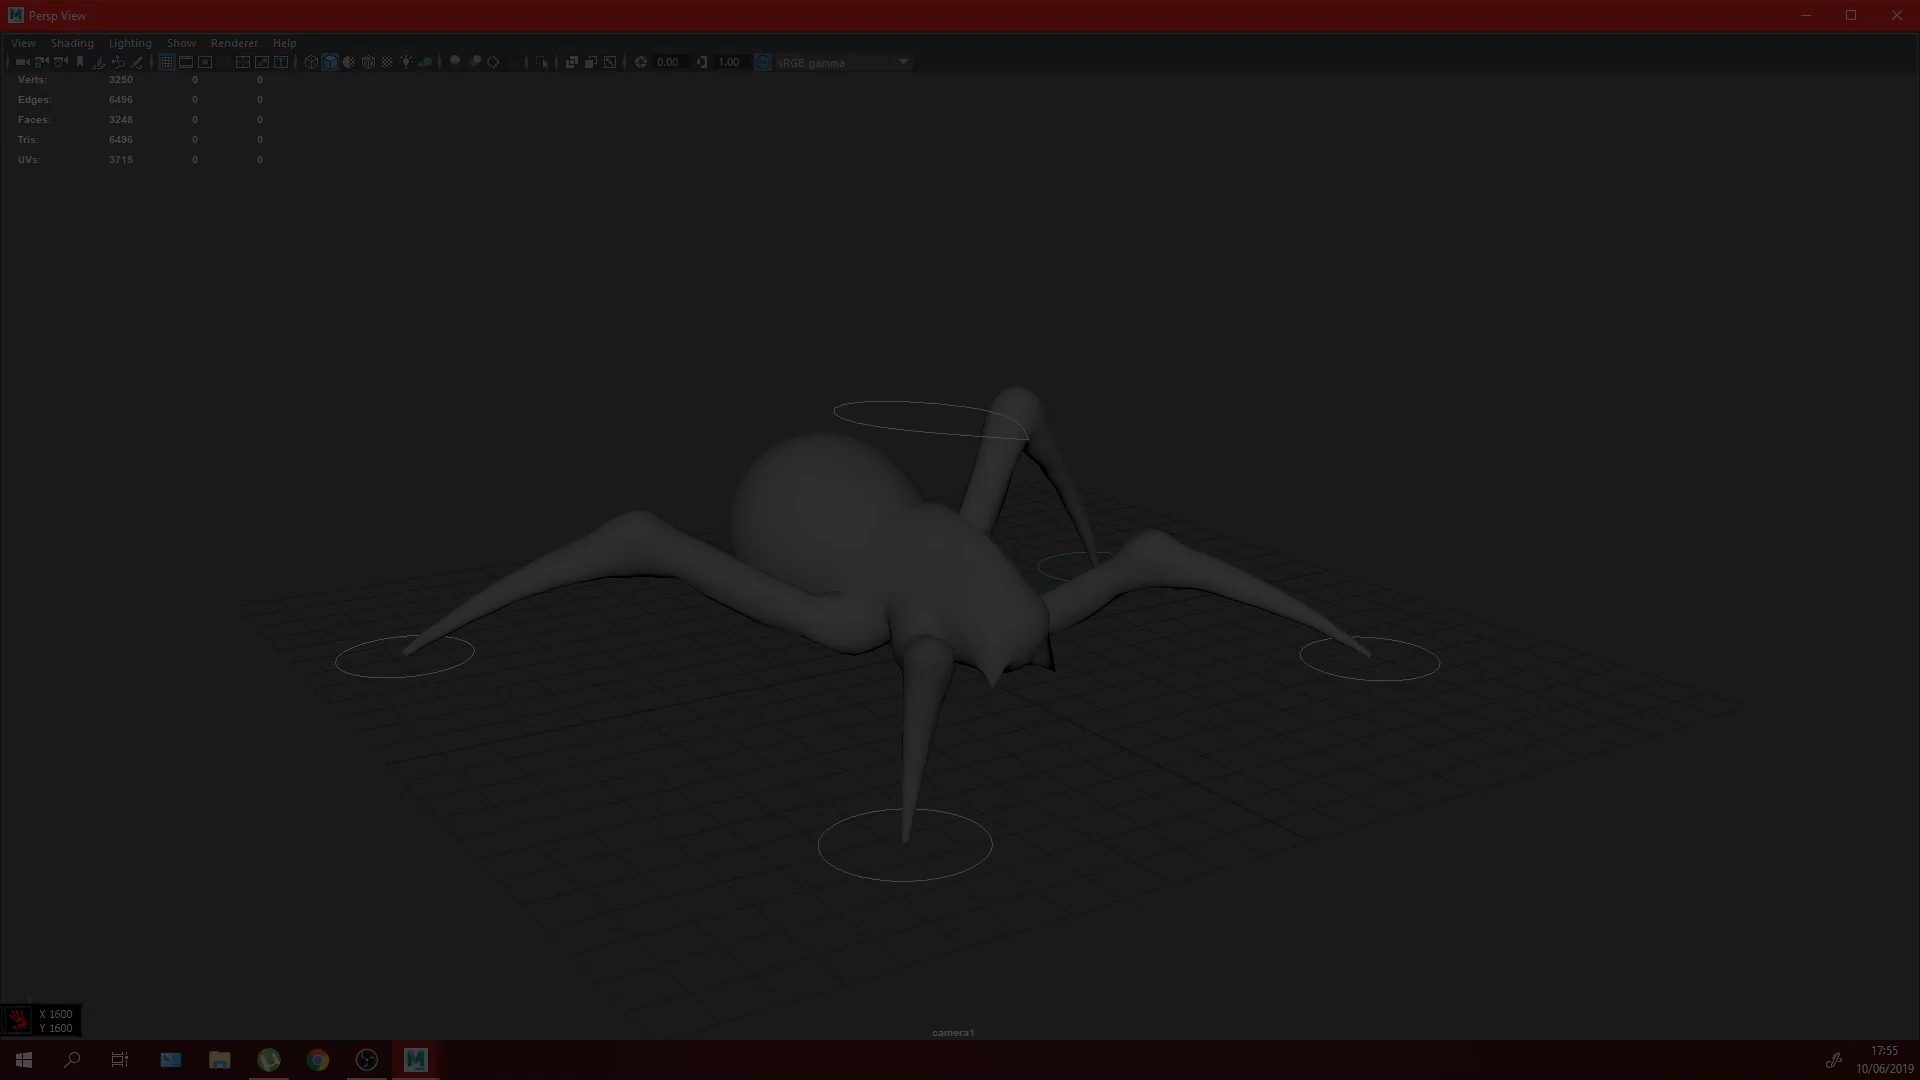 Persp View
View Shading Lighting Show Renderer Help
0.00 1.00 sRGB gamma
Verts: 3250 0 0
Edges: 6496 0 0
Faces: 3248 0 0
Tris: 6496 0 0
UVs: 3715 0 0
X 1600
Y 1600
camera1
17:55
10/06/2019